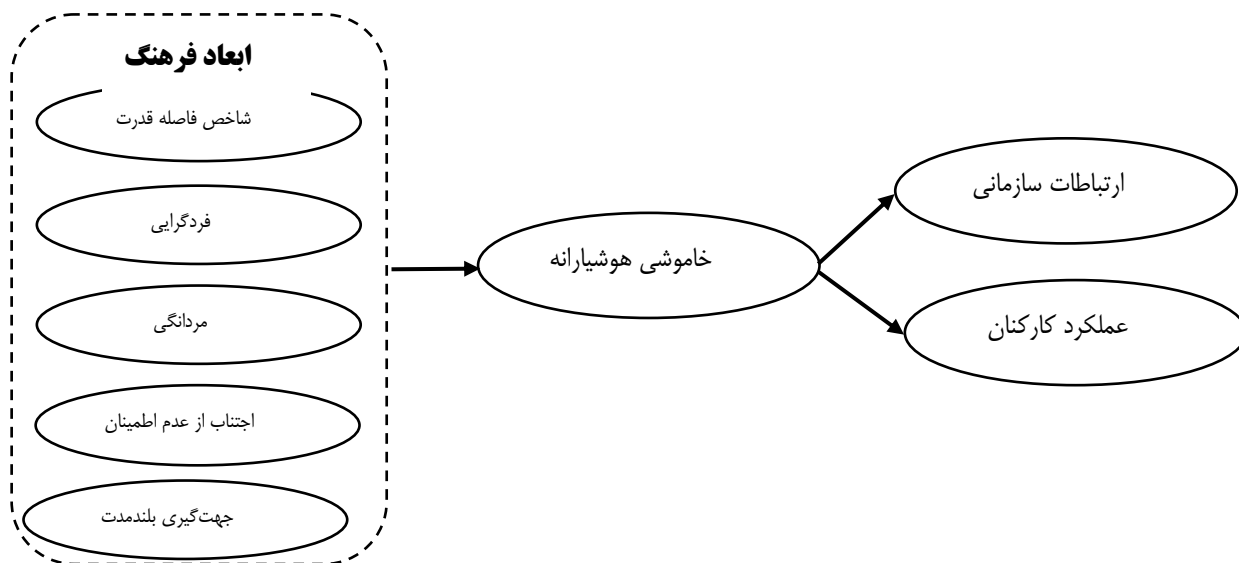 ابعاد فرهنگ
شاخص فاصله قدرت
فردگرایی
مردانگی
اجتناب از عدم اطمینان
جهت‌گیری بلندمدت
خاموشی هوشیارانه
ارتباطات سازمانی
عملکرد کارکنان